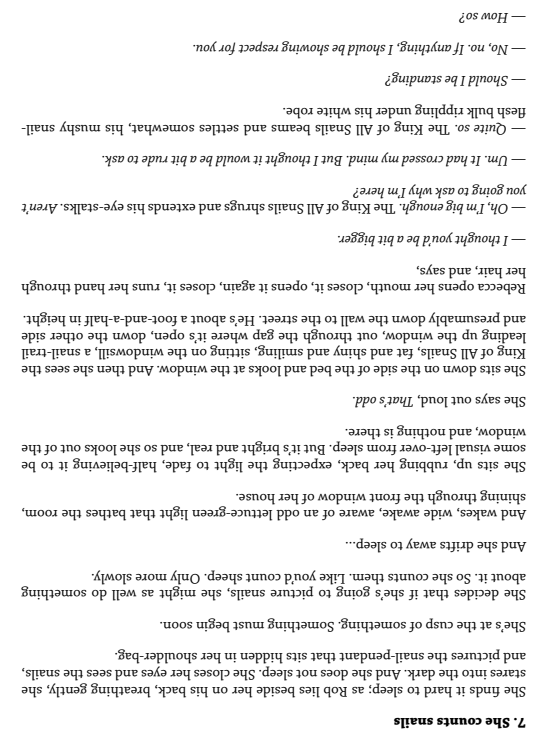 7. She counts snails
She finds it hard to sleep; as Rob lies beside her on his back, breathing gently, she
stares into the dark. And she does not sleep. She closes her eyes and sees the snails,
and pictures the snail-pendant that sits hidden in her shoulder-bag.
She's at the cusp of something. Something must begin soon.
She decides that if she's going to picture snails, she might as well do something
about it. So she counts them. Like you'd count sheep. Only more slowly.
And she drifts away to sleep...
And wakes, wide awake, aware of an odd lettuce-green light that bathes the room,
shining through the front window of her house.
She sits up, rubbing her back, expecting the light to fade, half-believing it to be
some visual left-over from sleep. But it's bright and real, and so she looks out of the
window, and nothing is there.
She says out loud, That's odd.
She sits down on the side of the bed and looks at the window. And then she sees the
King of All Snails, fat and shiny and smiling, sitting on the windowsill, a snail-trail
leading up the window, out through the gap where it's open, down the other side
and presumably down the wall to the street. He's about a foot-and-a-half in height.
Rebecca opens her mouth, closes it, opens it again, closes it, runs her hand through
her hair, and says,
— I thought you'd be a bit bigger.
— Oh, I'm big enough. The King of All Snails shrugs and extends his eye-stalks. Aren't
you going to ask why I'm here?
— Um. It had crossed my mind. But I thought it would be a bit rude to ask.
— Quite so. The King of All Snails beams and settles somewhat, his mushy snail-
flesh bulk rippling under his white robe.
— Should I be standing?
— No, no. If anything, I should be showing respect for you.
— How so?